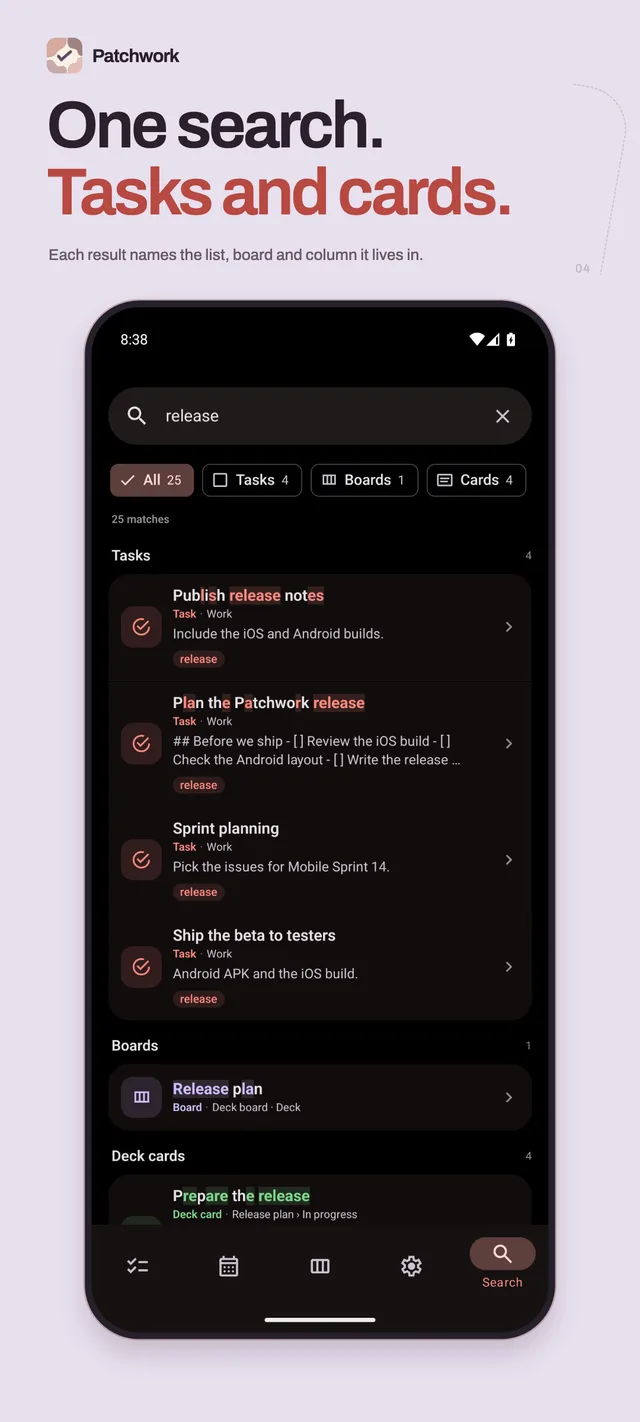 Patchwork
One search.
Tasks and cards.
Each result names the list, board and column it lives in.
04
8:38
release
All 25
Tasks 4
Boards 1
Cards 4
25 matches
Tasks 4
Publish release notes
Task · Work
Include the iOS and Android builds.
release
Plan the Patchwork release
Task · Work
## Before we ship - [ ] Review the iOS build - [ ]
Check the Android layout - [ ] Write the release ...
release
Sprint planning
Task · Work
Pick the issues for Mobile Sprint 14.
release
Ship the beta to testers
Task · Work
Android APK and the iOS build.
release
Boards 1
Release plan
Board · Deck board · Deck
Deck cards 4
Prepare the release
Deck card · Release plan › In progress
Search